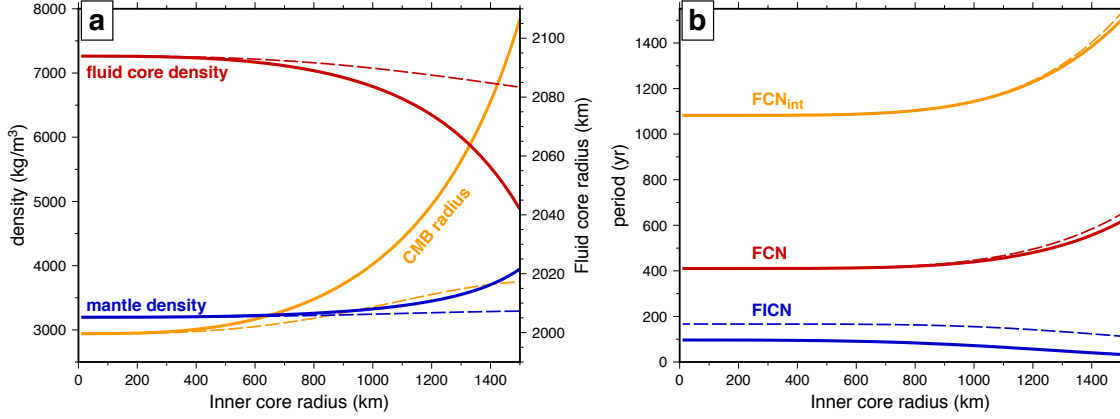 a
8000
7000
6000
5000
4000
3000
density (kg/m³)
fluid core density
mantle density
CMB radius
2100
2080
2060
2040
2020
2000
Fluid core radius (km)
0 200 400 600 800 1000 1200 1400
Inner core radius (km)
b
1400
1200
1000
800
600
400
200
0
period (yr)
FCNint
FCN
FICN
0 200 400 600 800 1000 1200 1400
Inner core radius (km)